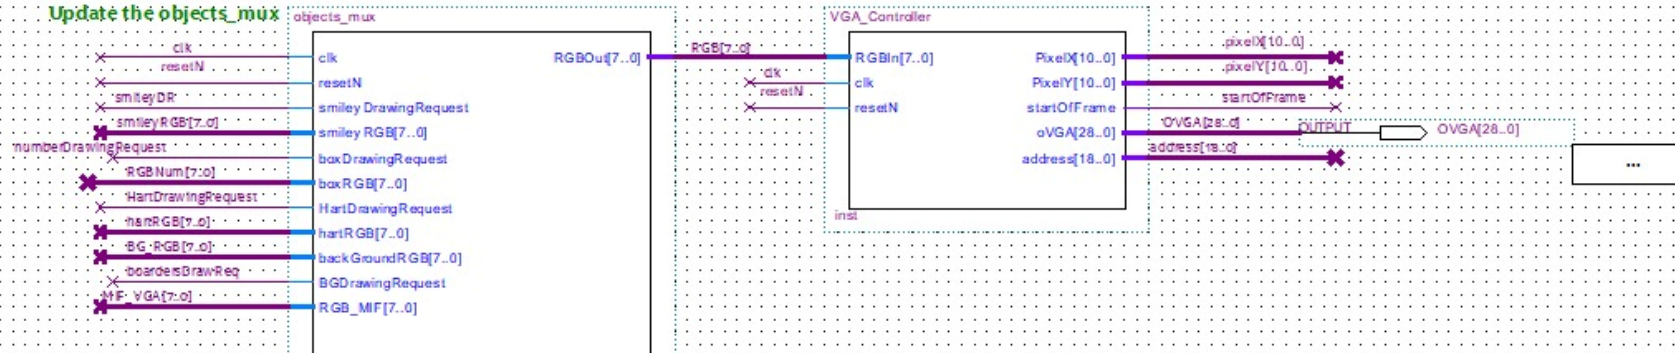 Update the objects_mux
objects_mux
clk
clk
resetN
resetN
smileyDR
smiley DrawingRequest
smileyRGB[7..0]
smiley RGB[7..0]
numberDrawingRequest
boxDrawingRequest
RGBNum[7:0]
boxRGB[7..0]
HartDrawingRequest
HartDrawingRequest
hartRGB[7..0]
hartRGB[7..0]
BG_RGB[7..0]
backGroundRGB[7..0]
boardersDrawReq
BGDrawingRequest
MIF_VGA[7:0]
RGB_MIF[7..0]
RGBOut[7..0]
RGB[7..0]
VGA_Controller
RGBIn[7..0]
clk
clk
resetN
resetN
PixelX[10..0]
pixelX[10..0]
PixelY[10..0]
pixelY[10..0]
startOfFrame
startOfFrame
oVGA[28..0]
OVGA[28..0]
OUTPUT
OVGA[28..0]
address[18..0]
address[18..0]
inst
...